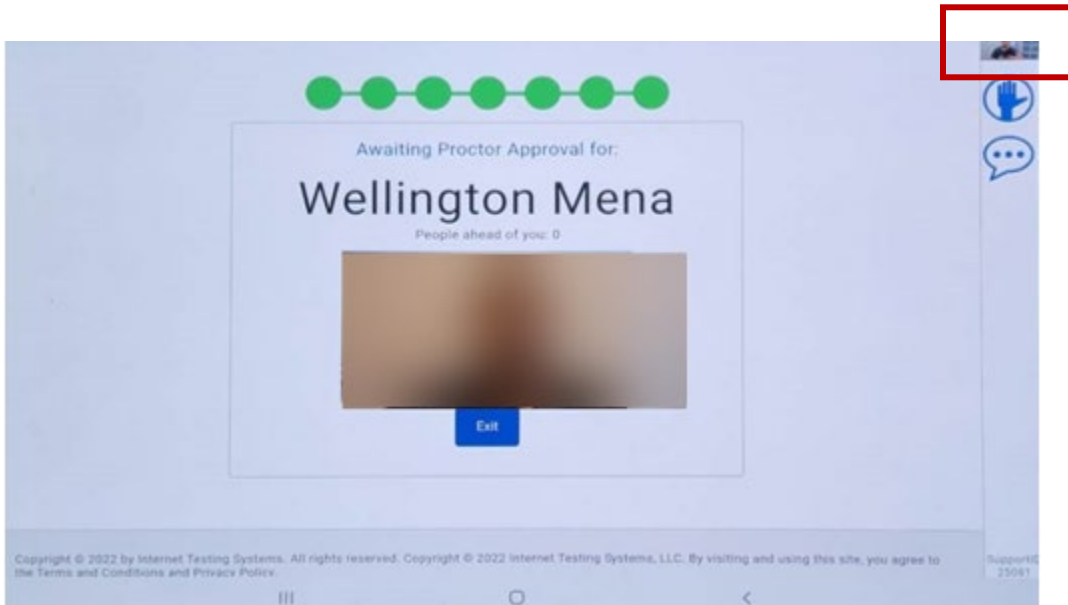 Awaiting Proctor Approval for:
Wellington Mena
People ahead of you: 0
Exit
Copyright © 2022 by Internet Testing Systems. All rights reserved. Copyright © 2022 Internet Testing Systems, LLC. By visiting and using this site, you agree to
the Terms and Conditions and Privacy Policy.
SupportID
25061